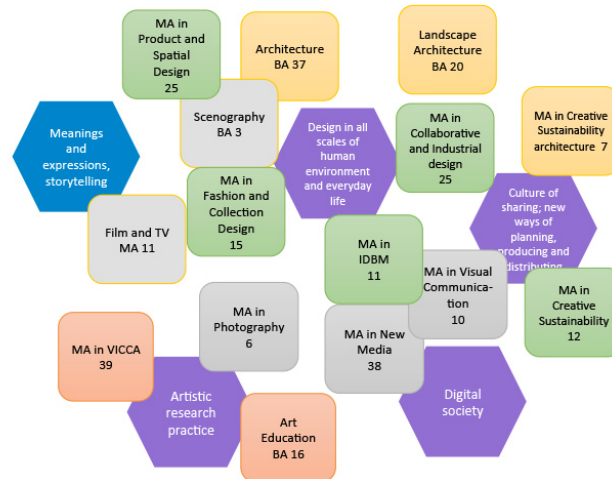 MA in
Product and
Spatial
Design
25
Architecture
BA 37
Landscape
Architecture
BA 20
Meanings
and
expressions,
storytelling
Scenography
BA 3
Design in all
scales of
human
environment
and everyday
life
MA in
Collaborative
and Industrial
design
25
MA in Creative
Sustainability
architecture 7
MA in
Fashion and
Collection
Design
15
Culture of
sharing; new
ways of
planning,
producing and
distributing
Film and TV
MA 11
MA in
IDBM
11
MA in Visual
Communica-
tion
10
MA in
Creative
Sustainability
12
MA in
Photography
6
MA in New
Media
38
MA in VICCA
39
Artistic
research
practice
Art
Education
BA 16
Digital
society